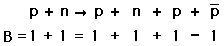 p + n → p + n + p + p̅
B = 1 + 1 = 1 + 1 + 1 - 1